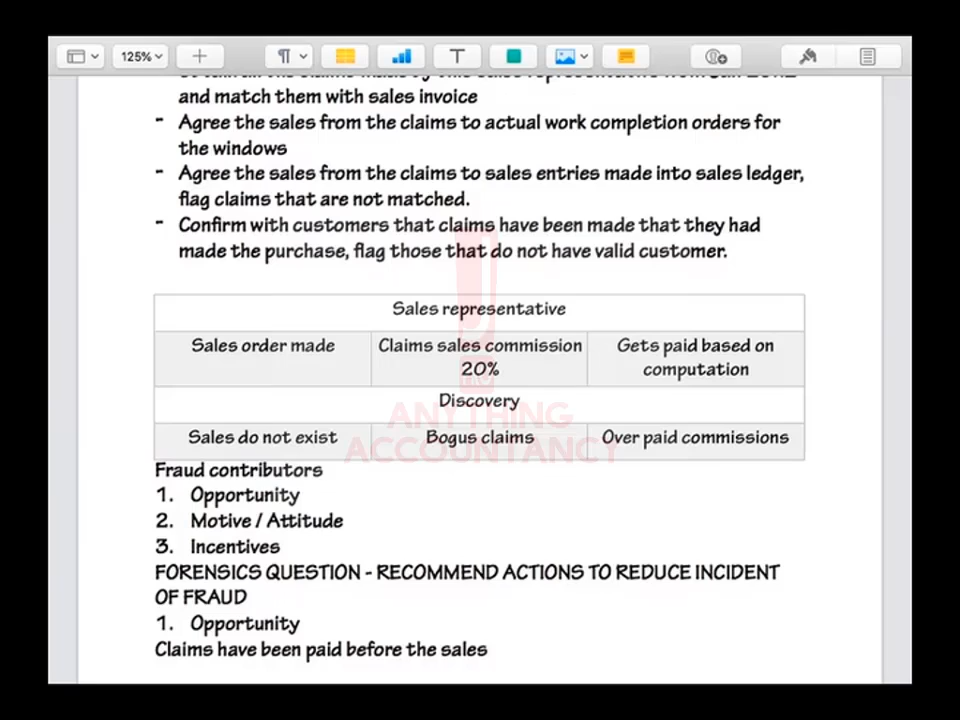 125%
and match them with sales invoice
- Agree the sales from the claims to actual work completion orders for
the windows
- Agree the sales from the claims to sales entries made into sales ledger,
flag claims that are not matched.
- Confirm with customers that claims have been made that they had
made the purchase, flag those that do not have valid customer.
Sales representative
Sales order made Claims sales commission Gets paid based on
20% computation
Discovery
Sales do not exist Bogus claims Over paid commissions
ANYTHING
ACCOUNTANCY
Fraud contributors
1. Opportunity
2. Motive / Attitude
3. Incentives
FORENSICS QUESTION - RECOMMEND ACTIONS TO REDUCE INCIDENT
OF FRAUD
1. Opportunity
Claims have been paid before the sales